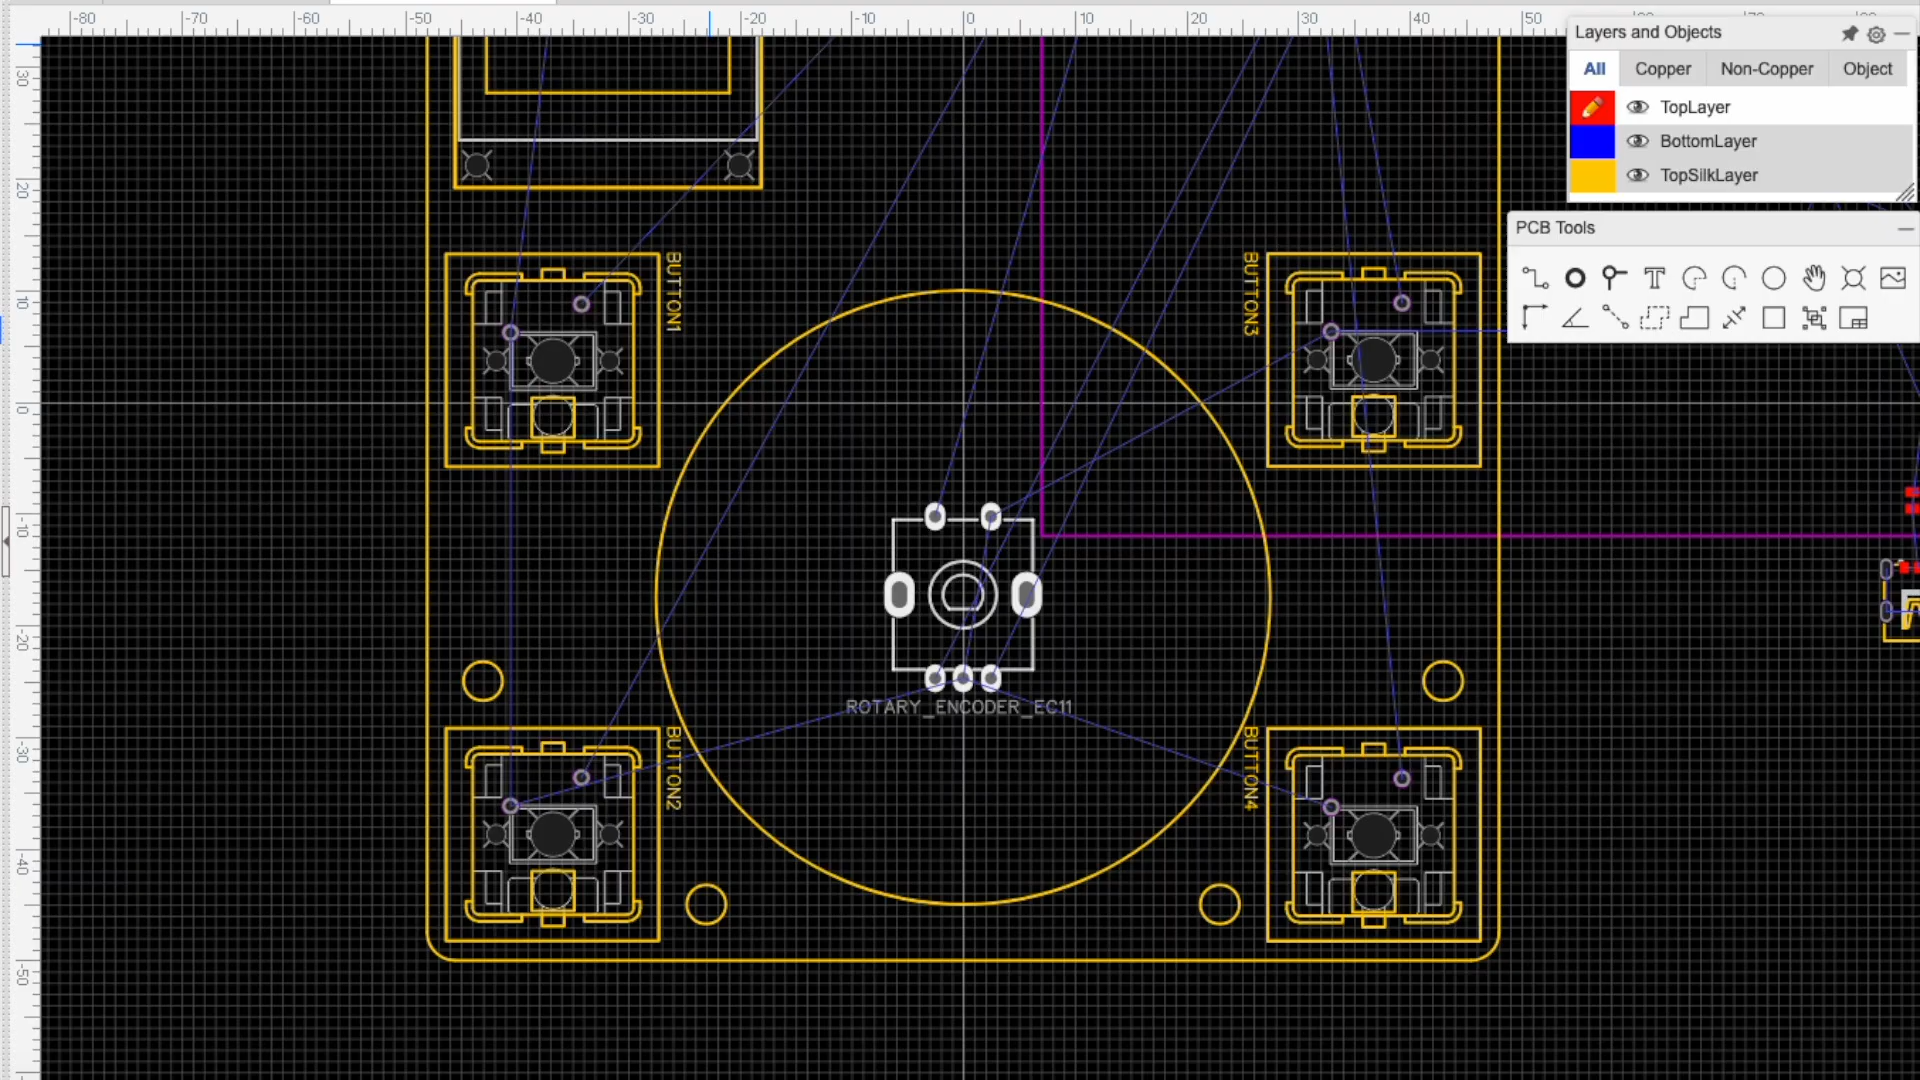 -80 -70 -60 -50 -40 -30 -20 -10 0 10 20 30 40 50
Layers and Objects
All Copper Non-Copper Object
TopLayer
BottomLayer
TopSilkLayer
PCB Tools
30
20
10
0
-10
-20
-30
-40
-50
BUTTON1
BUTTON3
ROTARY_ENCODER_EC11
BUTTON2
BUTTON4